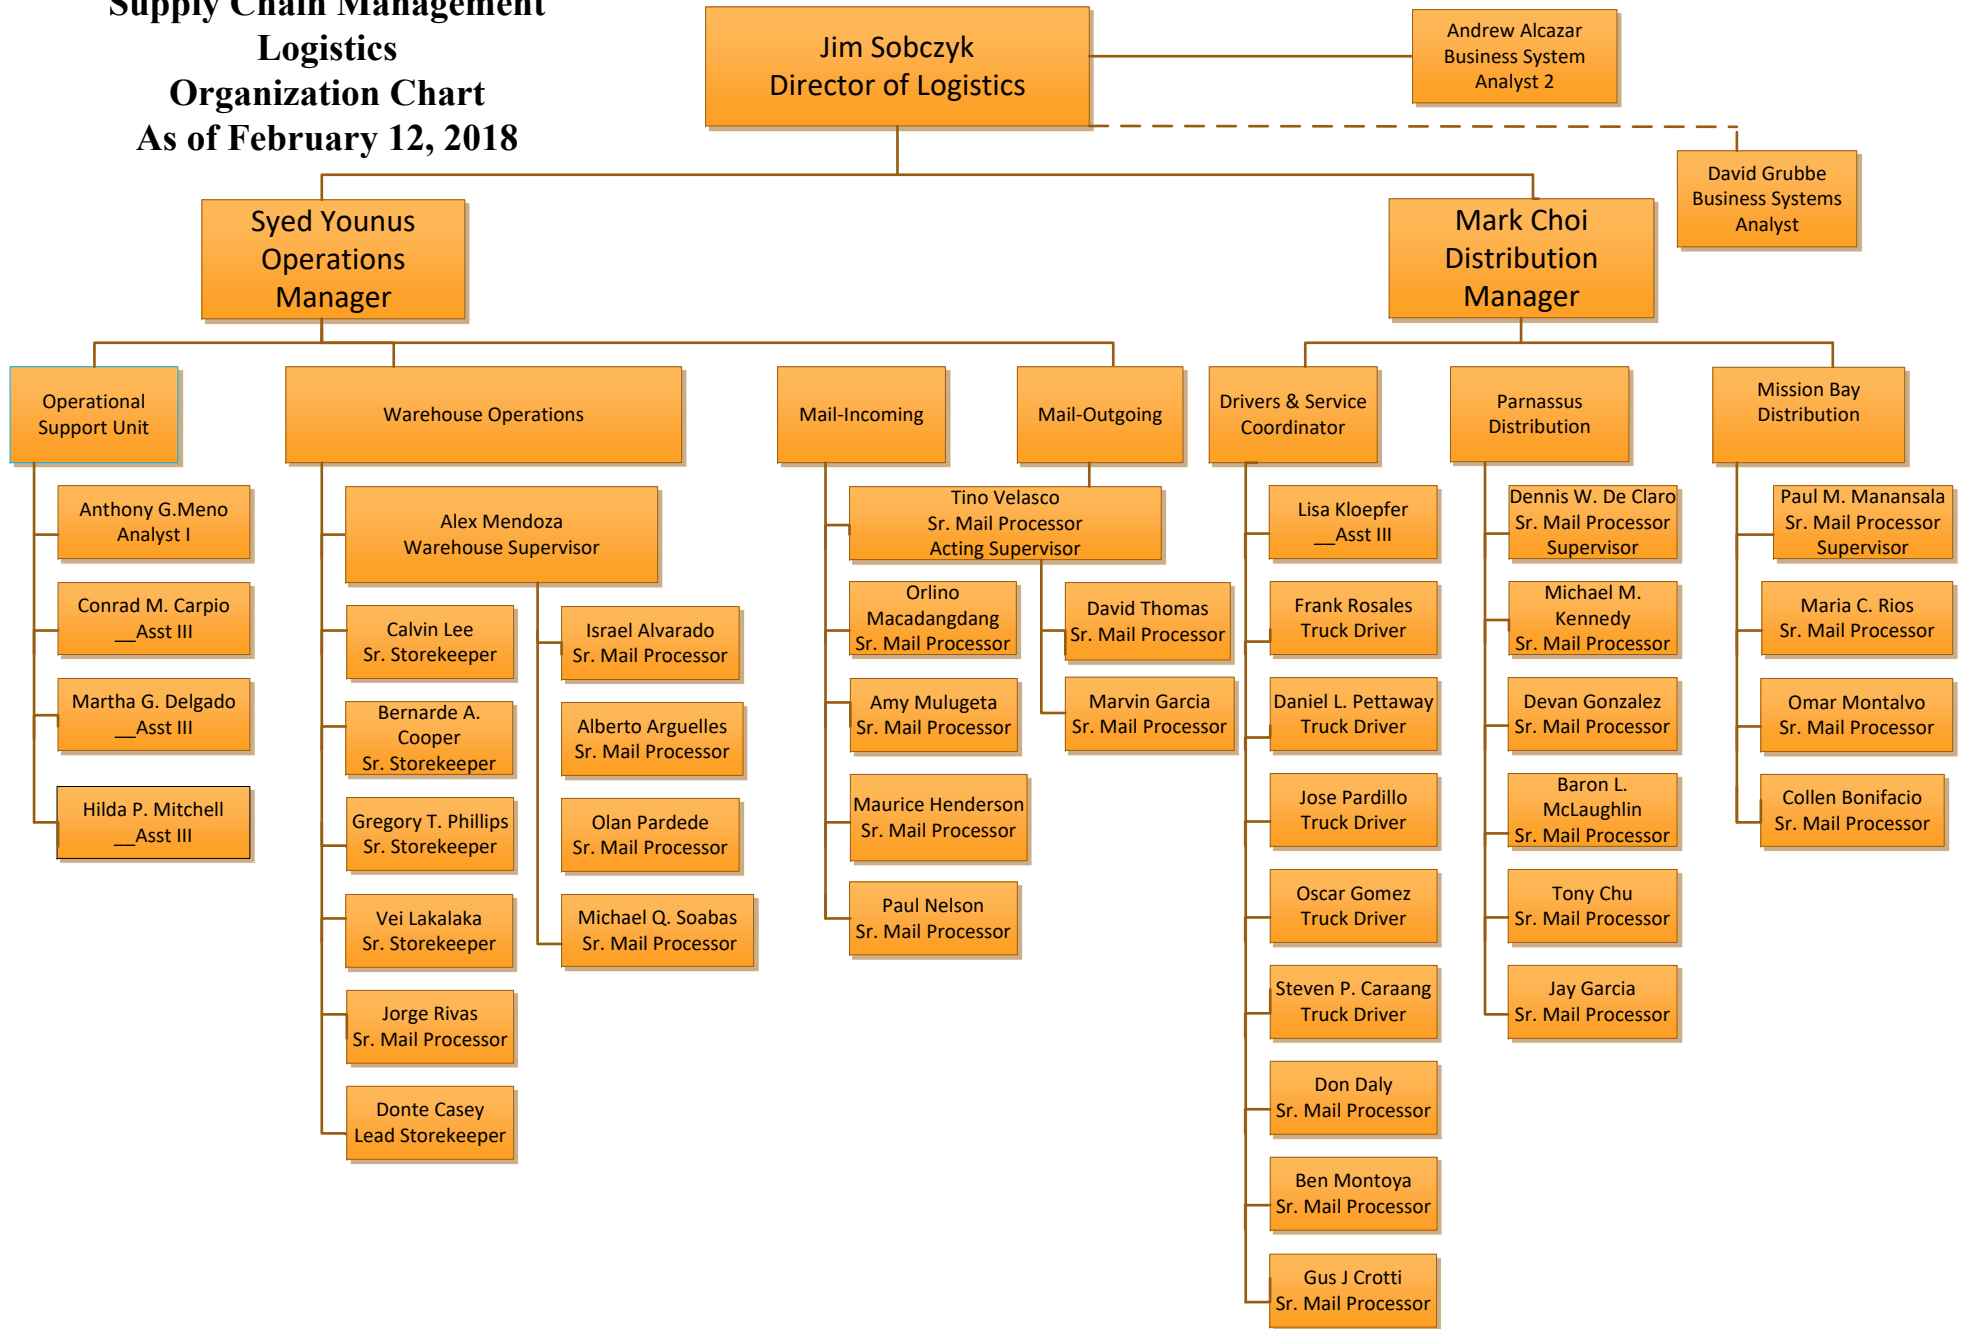 Supply Chain Management
Logistics
Organization Chart
As of February 12, 2018
Jim Sobczyk
Director of Logistics
Andrew Alcazar
Business System
Analyst 2
David Grubbe
Business Systems
Analyst
Syed Younus
Operations
Manager
Mark Choi
Distribution
Manager
Operational
Support Unit
Anthony G.Meno
Analyst I
Conrad M. Carpio
__Asst III
Martha G. Delgado
__Asst III
Hilda P. Mitchell
__Asst III
Warehouse Operations
Alex Mendoza
Warehouse Supervisor
Calvin Lee
Sr. Storekeeper
Bernarde A.
Cooper
Sr. Storekeeper
Gregory T. Phillips
Sr. Storekeeper
Vei Lakalaka
Sr. Storekeeper
Jorge Rivas
Sr. Mail Processor
Donte Casey
Lead Storekeeper
Israel Alvarado
Sr. Mail Processor
Alberto Arguelles
Sr. Mail Processor
Olan Pardede
Sr. Mail Processor
Michael Q. Soabas
Sr. Mail Processor
Mail-Incoming
Mail-Outgoing
Tino Velasco
Sr. Mail Processor
Acting Supervisor
Orlino
Macadangdang
Sr. Mail Processor
Amy Mulugeta
Sr. Mail Processor
Maurice Henderson
Sr. Mail Processor
Paul Nelson
Sr. Mail Processor
David Thomas
Sr. Mail Processor
Marvin Garcia
Sr. Mail Processor
Drivers & Service
Coordinator
Lisa Kloepfer
__Asst III
Frank Rosales
Truck Driver
Daniel L. Pettaway
Truck Driver
Jose Pardillo
Truck Driver
Oscar Gomez
Truck Driver
Steven P. Caraang
Truck Driver
Don Daly
Sr. Mail Processor
Ben Montoya
Sr. Mail Processor
Gus J Crotti
Sr. Mail Processor
Parnassus
Distribution
Dennis W. De Claro
Sr. Mail Processor
Supervisor
Michael M.
Kennedy
Sr. Mail Processor
Devan Gonzalez
Sr. Mail Processor
Baron L.
McLaughlin
Sr. Mail Processor
Tony Chu
Sr. Mail Processor
Jay Garcia
Sr. Mail Processor
Mission Bay
Distribution
Paul M. Manansala
Sr. Mail Processor
Supervisor
Maria C. Rios
Sr. Mail Processor
Omar Montalvo
Sr. Mail Processor
Collen Bonifacio
Sr. Mail Processor